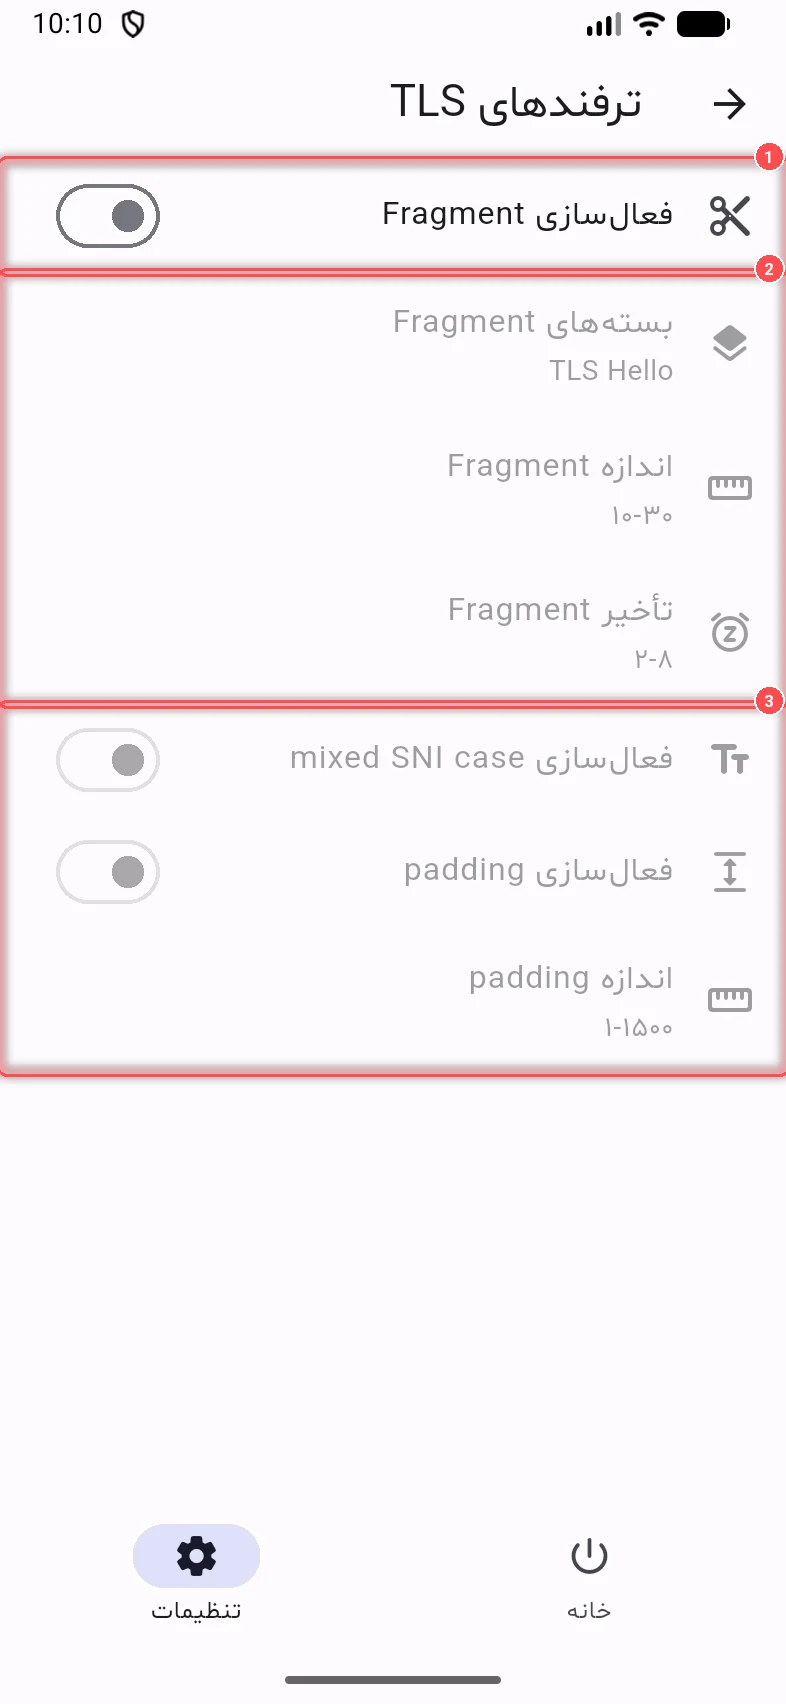 10:10
ترفندهای TLS
1
فعال‌سازی Fragment
2
بسته‌های Fragment
TLS Hello
اندازه Fragment
۱۰-۳۰
تأخیر Fragment
۲-۸
3
فعال‌سازی mixed SNI case
فعال‌سازی padding
اندازه padding
۱-۱۵۰۰
خانه
تنظیمات